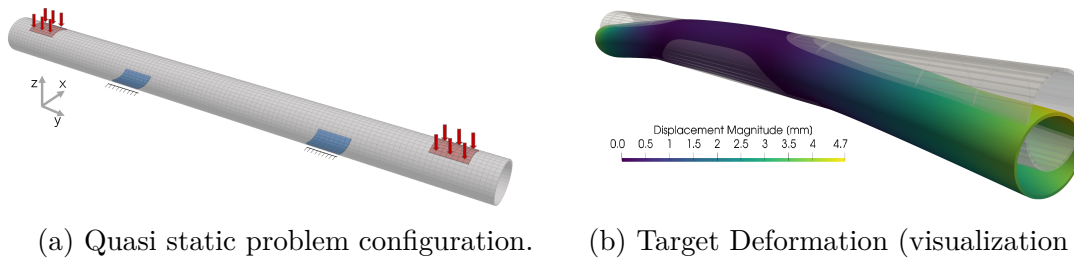 z
x
y
Displacement Magnitude (mm)
0.0 0.5 1 1.5 2 2.5 3 3.5 4 4.7
(a) Quasi static problem configuration.
(b) Target Deformation (visualization